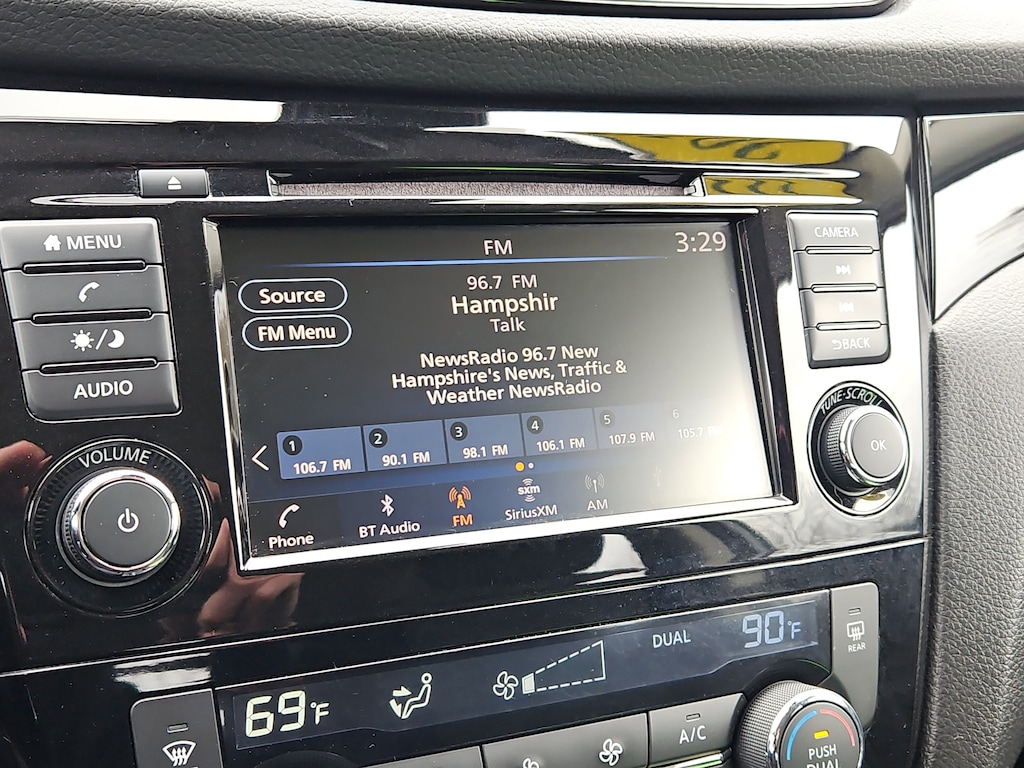 FM
3:29
MENU
AUDIO
VOLUME
Source
FM Menu
96.7 FM
Hampshir
Talk
NewsRadio 96.7 New
Hampshire's News, Traffic &
Weather NewsRadio
1
106.7 FM
2
90.1 FM
3
98.1 FM
4
106.1 FM
5
107.9 FM
6
105.7
Phone
BT Audio
FM
sxm
SiriusXM
AM
CAMERA
BACK
TUNE·SCROLL
OK
69°F
DUAL
90°F
REAR
A/C
PUSH
DUAL